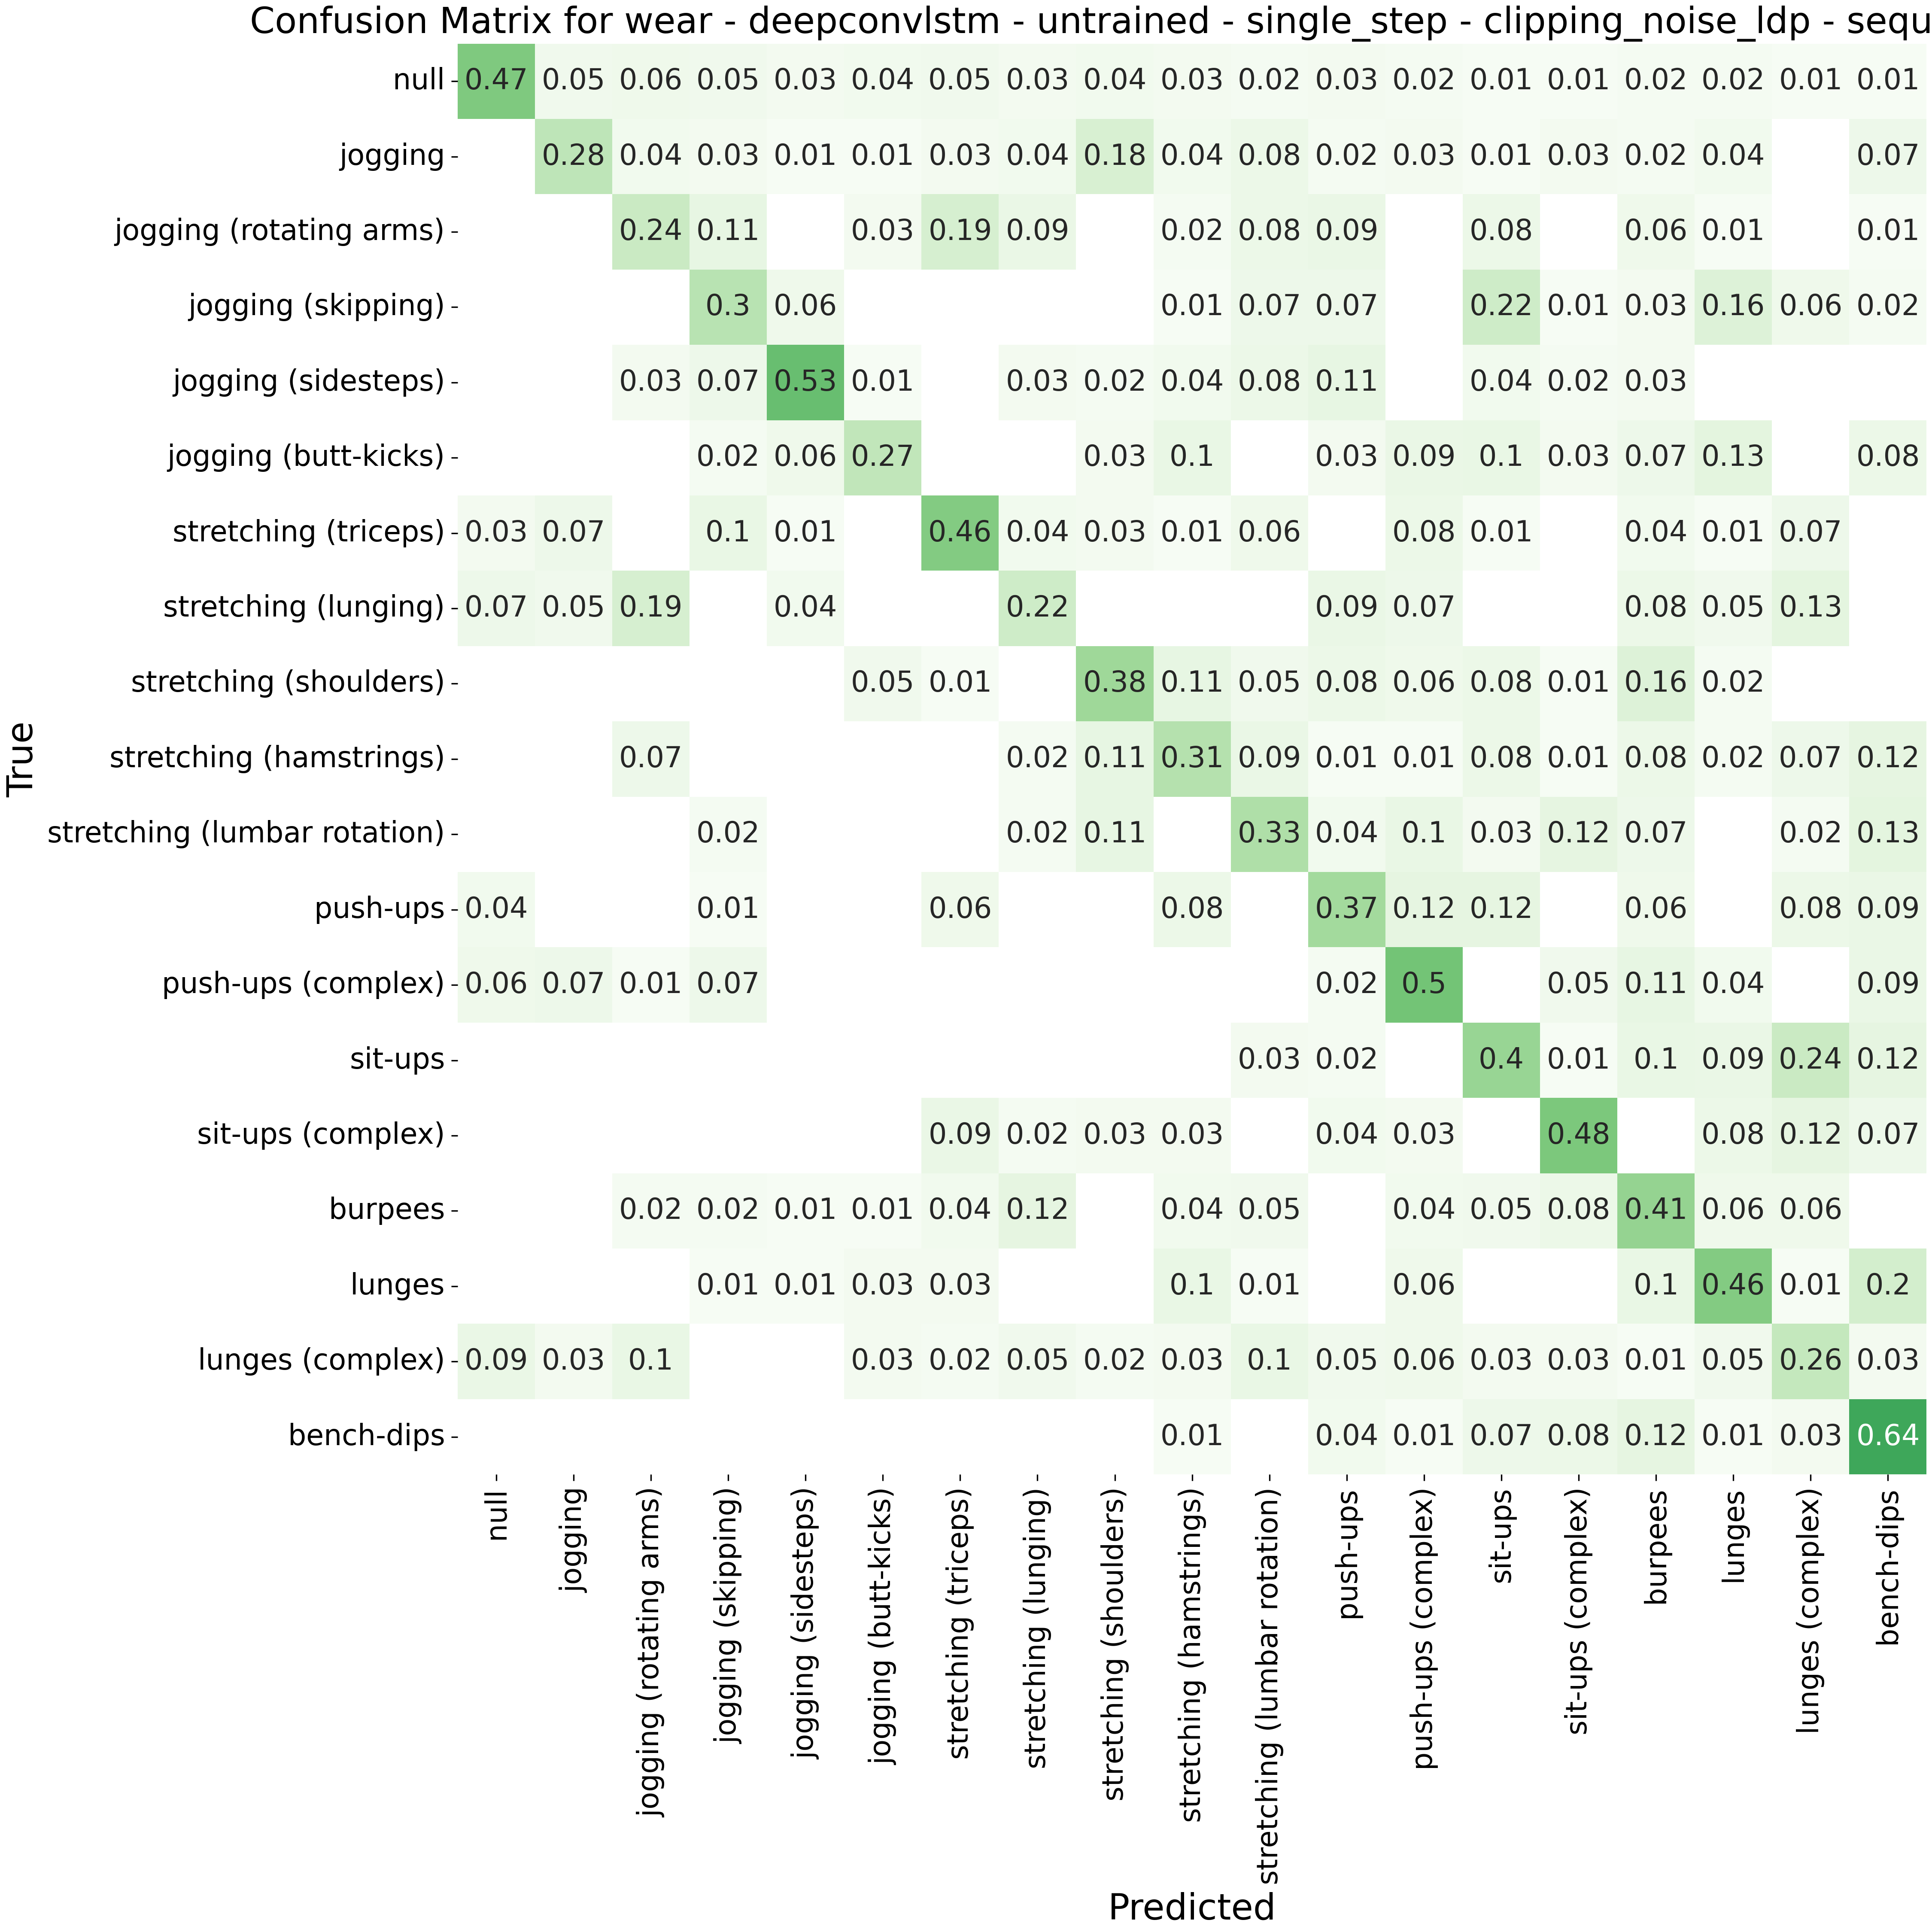 Confusion Matrix for wear - deepconvlstm - untrained - single_step - clipping_noise_ldp - sequ
null 0.47 0.05 0.06 0.05 0.03 0.04 0.05 0.03 0.04 0.03 0.02 0.03 0.02 0.01 0.01 0.02 0.02 0.01 0.01
jogging 0.28 0.04 0.03 0.01 0.01 0.03 0.04 0.18 0.04 0.08 0.02 0.03 0.01 0.03 0.02 0.04 0.07
jogging (rotating arms) 0.24 0.11 0.03 0.19 0.09 0.02 0.08 0.09 0.08 0.06 0.01 0.01
jogging (skipping) 0.3 0.06 0.01 0.07 0.07 0.22 0.01 0.03 0.16 0.06 0.02
jogging (sidesteps) 0.03 0.07 0.53 0.01 0.03 0.02 0.04 0.08 0.11 0.04 0.02 0.03
jogging (butt-kicks) 0.02 0.06 0.27 0.03 0.1 0.03 0.09 0.1 0.03 0.07 0.13 0.08
stretching (triceps) 0.03 0.07 0.1 0.01 0.46 0.04 0.03 0.01 0.06 0.08 0.01 0.04 0.01 0.07
stretching (lunging) 0.07 0.05 0.19 0.04 0.22 0.09 0.07 0.08 0.05 0.13
stretching (shoulders) 0.05 0.01 0.38 0.11 0.05 0.08 0.06 0.08 0.01 0.16 0.02
stretching (hamstrings) 0.07 0.02 0.11 0.31 0.09 0.01 0.01 0.08 0.01 0.08 0.02 0.07 0.12
stretching (lumbar rotation) 0.02 0.02 0.11 0.33 0.04 0.1 0.03 0.12 0.07 0.02 0.13
push-ups 0.04 0.01 0.06 0.08 0.37 0.12 0.12 0.06 0.08 0.09
push-ups (complex) 0.06 0.07 0.01 0.07 0.02 0.5 0.05 0.11 0.04 0.09
sit-ups 0.03 0.02 0.4 0.01 0.1 0.09 0.24 0.12
sit-ups (complex) 0.09 0.02 0.03 0.03 0.04 0.03 0.48 0.08 0.12 0.07
burpees 0.02 0.02 0.01 0.01 0.04 0.12 0.04 0.05 0.04 0.05 0.08 0.41 0.06 0.06
lunges 0.01 0.01 0.03 0.03 0.1 0.01 0.06 0.1 0.46 0.01 0.2
lunges (complex) 0.09 0.03 0.1 0.03 0.02 0.05 0.02 0.03 0.1 0.05 0.06 0.03 0.03 0.01 0.05 0.26 0.03
bench-dips 0.01 0.04 0.01 0.07 0.08 0.12 0.01 0.03 0.64
True
null
jogging
jogging (rotating arms)
jogging (skipping)
jogging (sidesteps)
jogging (butt-kicks)
stretching (triceps)
stretching (lunging)
stretching (shoulders)
stretching (hamstrings)
stretching (lumbar rotation)
push-ups
push-ups (complex)
sit-ups
sit-ups (complex)
burpees
lunges
lunges (complex)
bench-dips
Predicted